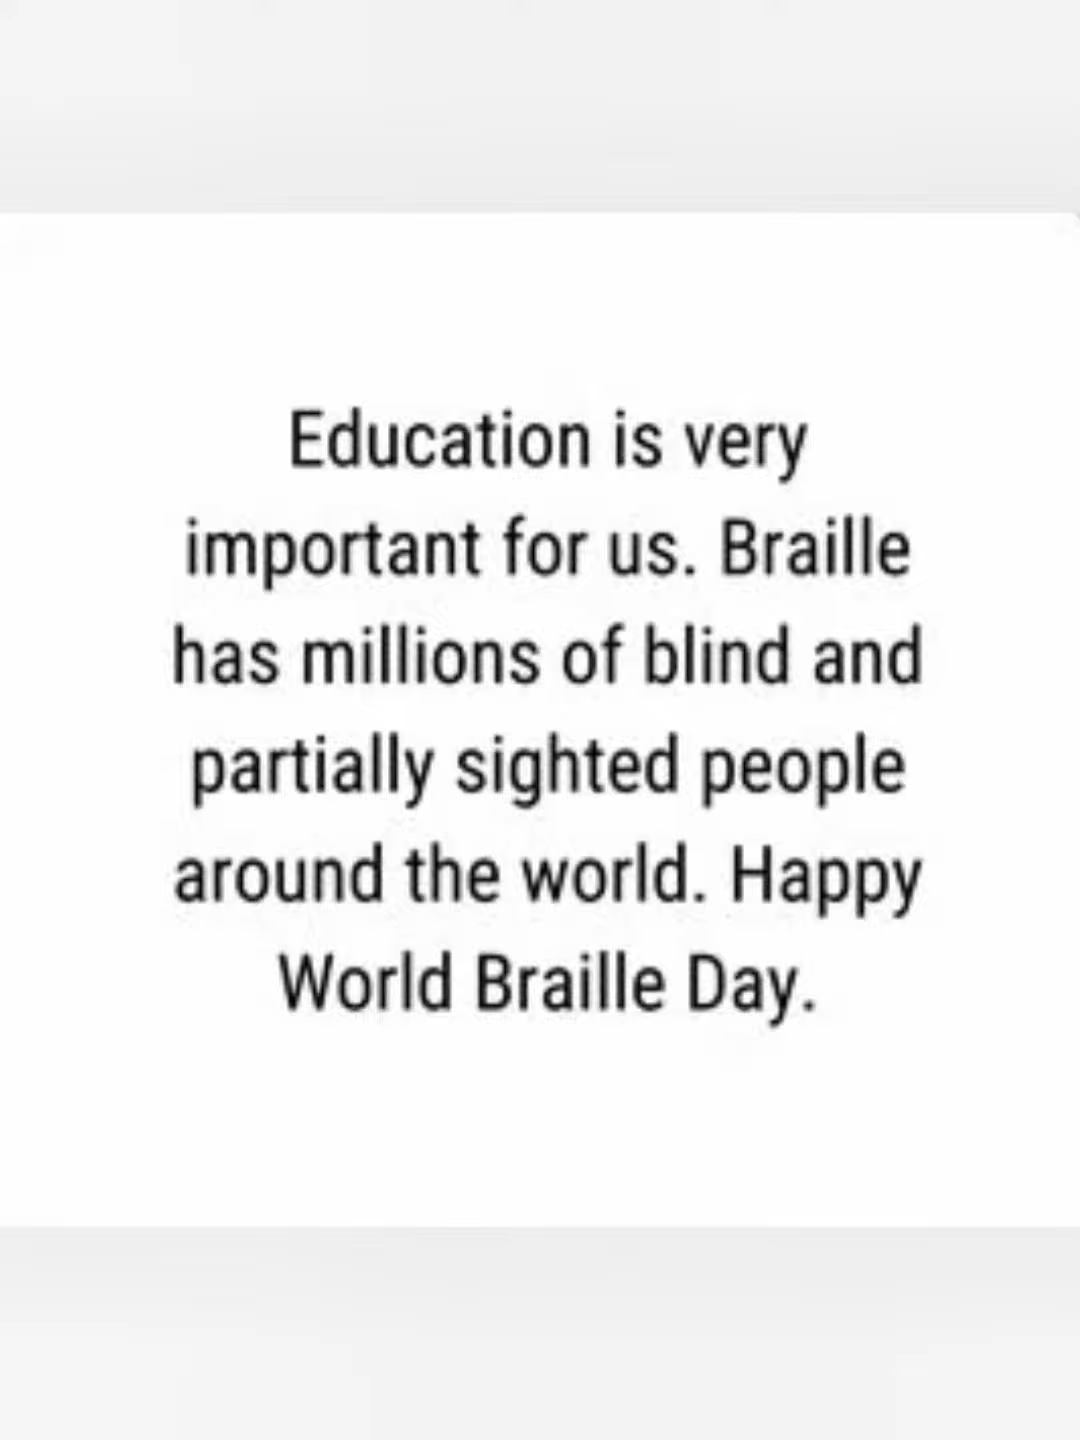 Education is very
important for us. Braille
has millions of blind and
partially sighted people
around the world. Happy
World Braille Day.